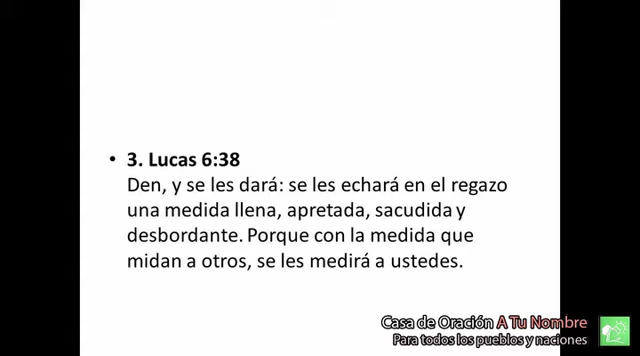 • 3. Lucas 6:38
Den, y se les dará: se les echará en el regazo
una medida llena, apretada, sacudida y
desbordante. Porque con la medida que
midan a otros, se les medirá a ustedes.
Casa de Oración A Tu Nombre
Para todos los pueblos y naciones